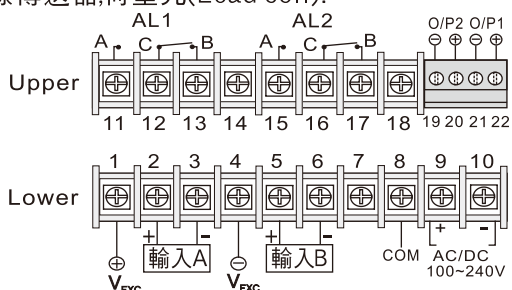 (Load cell).
AL1 AL2 O/P2 O/P1
A C B A C B ⊖ ⊕ ⊖ ⊕
Upper
11 12 13 14 15 16 17 18 19 20 21 22
1 2 3 4 5 6 7 8 9 10
Lower
+ - + - + -
輸入A 輸入B COM AC/DC
⊕ ⊖ 100~240V
VEXC VEXC